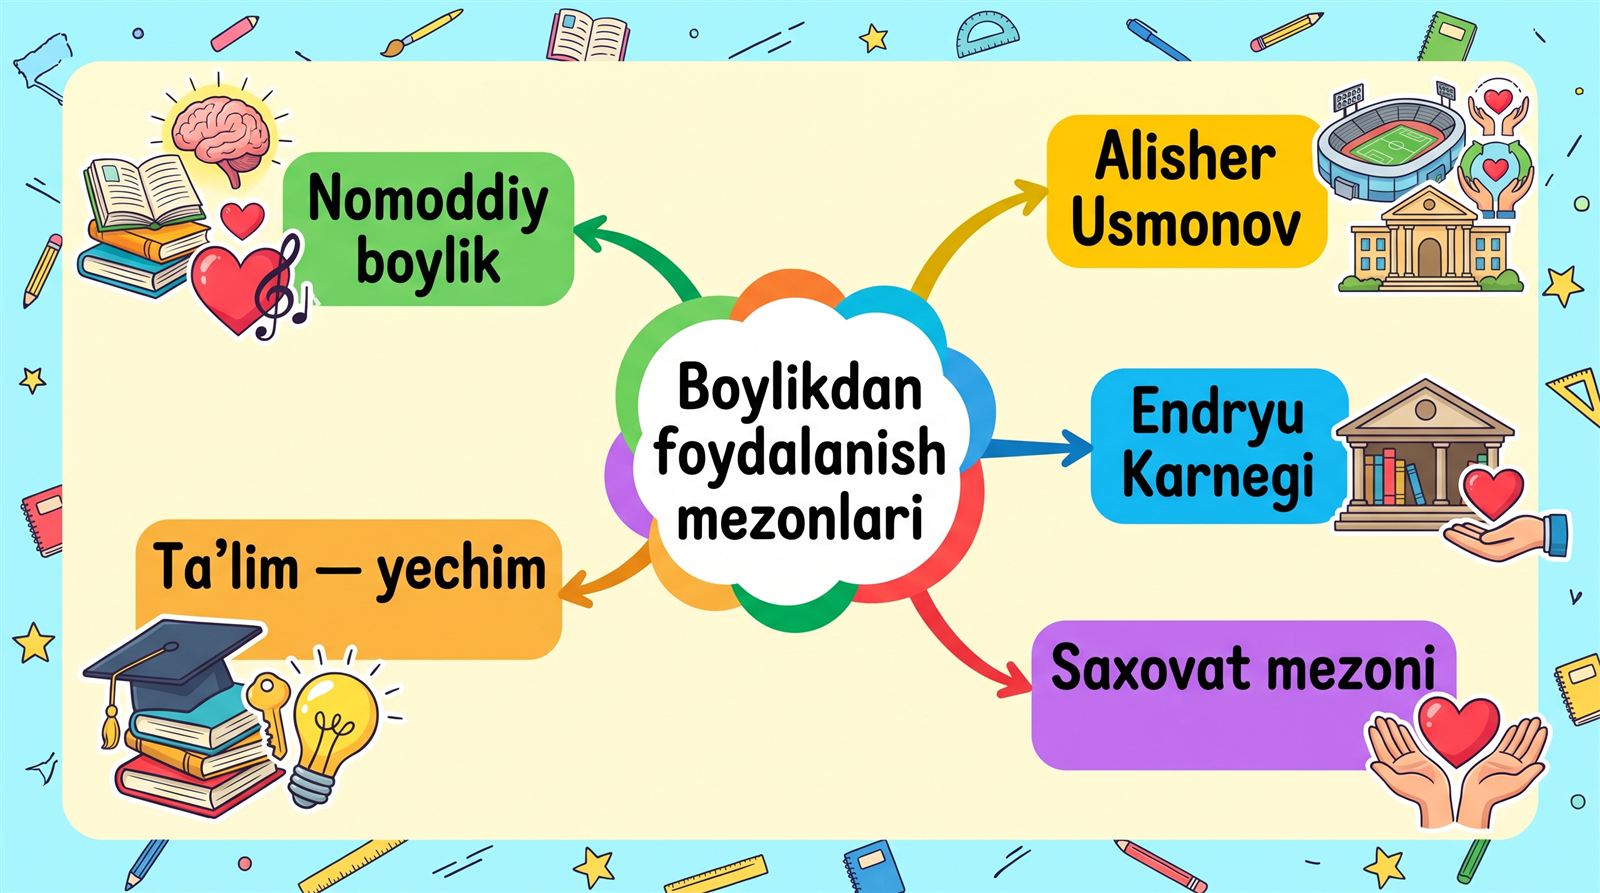 Nomoddiy
boylik
Alisher
Usmonov
Boylikdan
foydalanish
mezonlari
Endryu
Karnegi
Ta’lim — yechim
Saxovat mezoni